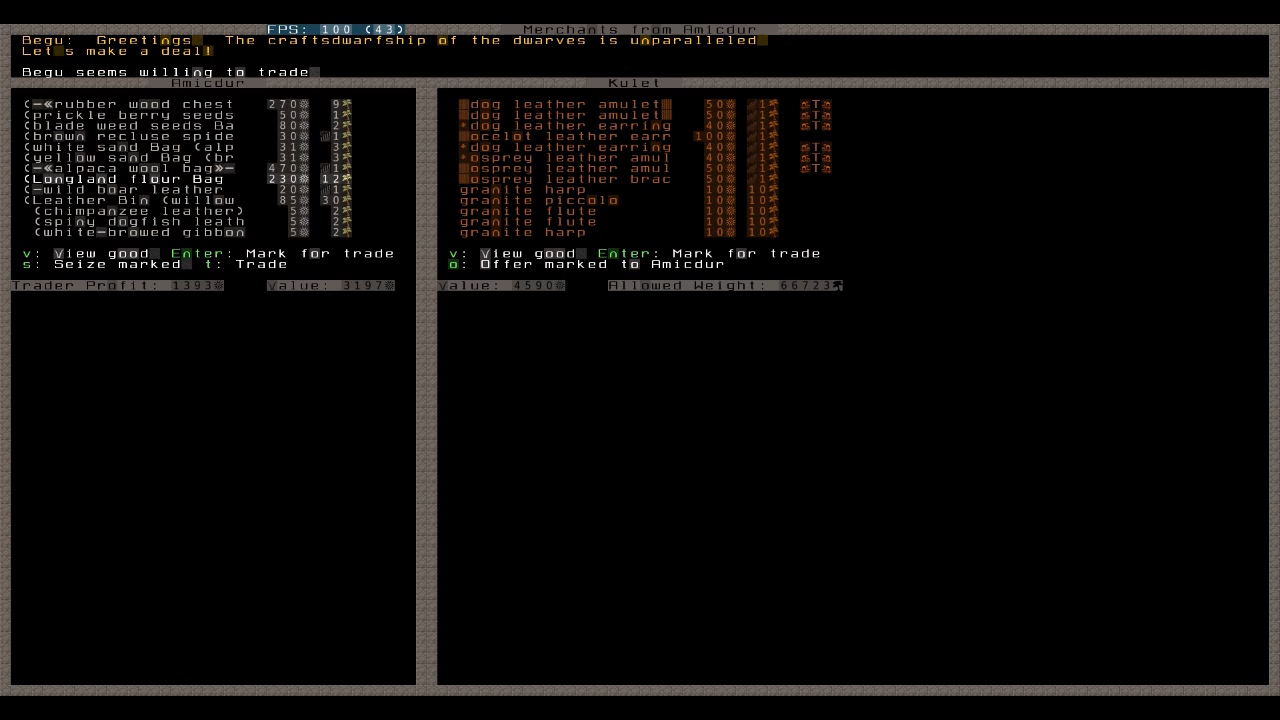 FPS: 100 (43) Merchants from Amicdur
Begu: Greetings. The craftsdwarfship of the dwarves is unparalleled.
Let's make a deal!
Begu seems willing to trade.
Amicdur Kulet
(-«rubber wood chest 270☼ 9 dog leather amulet 50☼ 1 T
(prickle berry seeds 50☼ 1 dog leather amulet 50☼ 1 T
(blade weed seeds Ba 80☼ 2 *dog leather earring 40☼ 1 T
(brown recluse spide 30☼ 1 ocelot leather earr 100☼ 1
(white sand Bag (alp 31☼ 3 *dog leather earring 40☼ 1 T
(yellow sand Bag (br 31☼ 3 *osprey leather amul 40☼ 1 T
(-«alpaca wool bag»- 470☼ 1 osprey leather amul 50☼ 1 T
(Longland flour Bag 230☼ 12 osprey leather brac 50☼ 1
-wild boar leather 20☼ 1 granite harp 10☼ 10
(Leather Bin (willow 85☼ 30 granite piccolo 10☼ 10
(chimpanzee leather) 5☼ 2 granite flute 10☼ 10
(spiny dogfish leath 5☼ 2 granite flute 10☼ 10
(white-browed gibbon 5☼ 2 granite harp 10☼ 10
v: View good, Enter: Mark for trade v: View good, Enter: Mark for trade
s: Seize marked, t: Trade o: Offer marked to Amicdur
Trader Profit: 1393☼ Value: 3197☼ Value: 4590☼ Allowed Weight: 66723